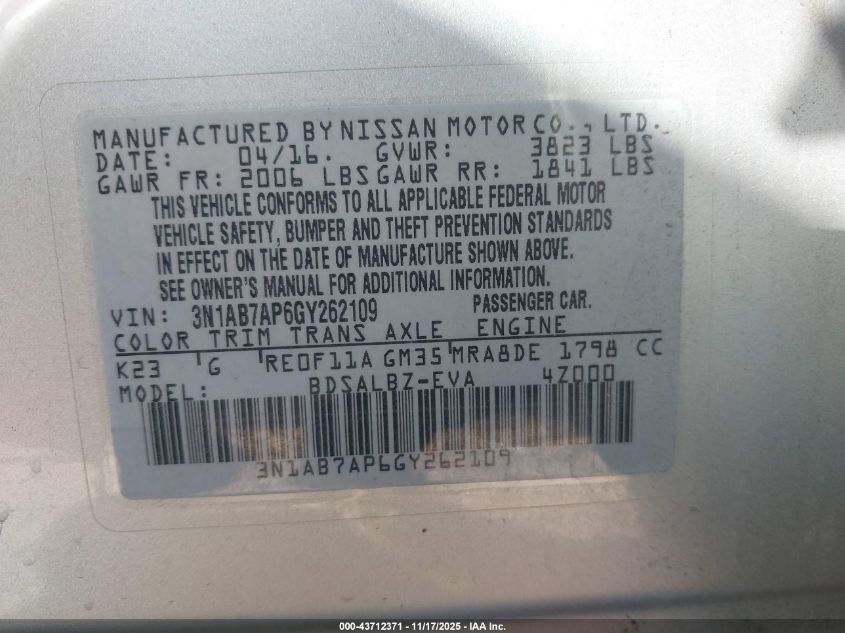 MANUFACTURED BY NISSAN MOTOR CO., LTD.
DATE: 04/16. GVWR: 3823 LBS
GAWR FR: 2006 LBS GAWR RR: 1841 LBS
THIS VEHICLE CONFORMS TO ALL APPLICABLE FEDERAL MOTOR
VEHICLE SAFETY, BUMPER AND THEFT PREVENTION STANDARDS
IN EFFECT ON THE DATE OF MANUFACTURE SHOWN ABOVE.
SEE OWNER'S MANUAL FOR ADDITIONAL INFORMATION.
VIN: 3N1AB7AP6GY262109 PASSENGER CAR.
COLOR TRIM TRANS AXLE ENGINE
K23 'G 'RE0F11A GM35 'MRA8DE 1798 CC
MODEL: BDSALBZ-EVA 4Z000
3N1AB7AP6GY262109
000-43712371 - 11/17/2025 - IAA Inc.